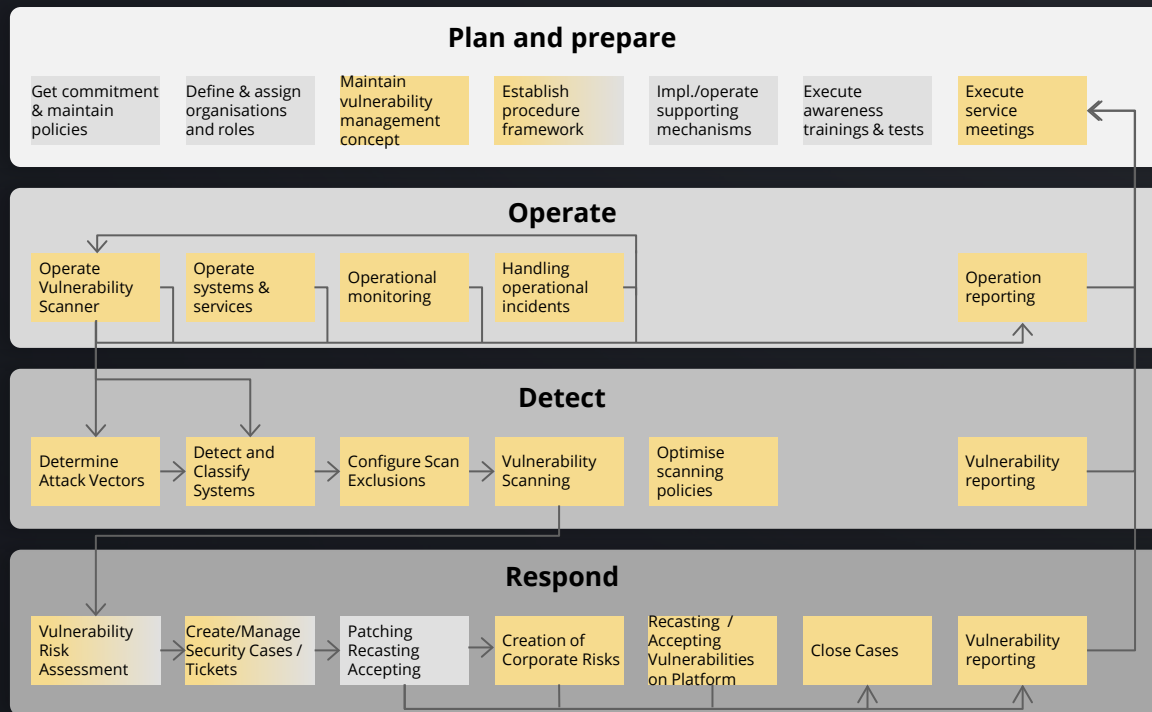 Plan and prepare
Get commitment
& maintain
policies
Define & assign
organisations
and roles
Maintain
vulnerability
management
concept
Establish
procedure
framework
Impl./operate
supporting
mechanisms
Execute
awareness
trainings & tests
Execute
service
meetings
Operate
Operate
Vulnerability
Scanner
Operate
systems &
services
Operational
monitoring
Handling
operational
incidents
Operation
reporting
Detect
Determine
Attack Vectors
Detect and
Classify
Systems
Configure Scan
Exclusions
Vulnerability
Scanning
Optimise
scanning
policies
Vulnerability
reporting
Respond
Vulnerability
Risk
Assessment
Create/Manage
Security Cases /
Tickets
Patching
Recasting
Accepting
Creation of
Corporate Risks
Recasting /
Accepting
Vulnerabilities
on Platform
Close Cases
Vulnerability
reporting